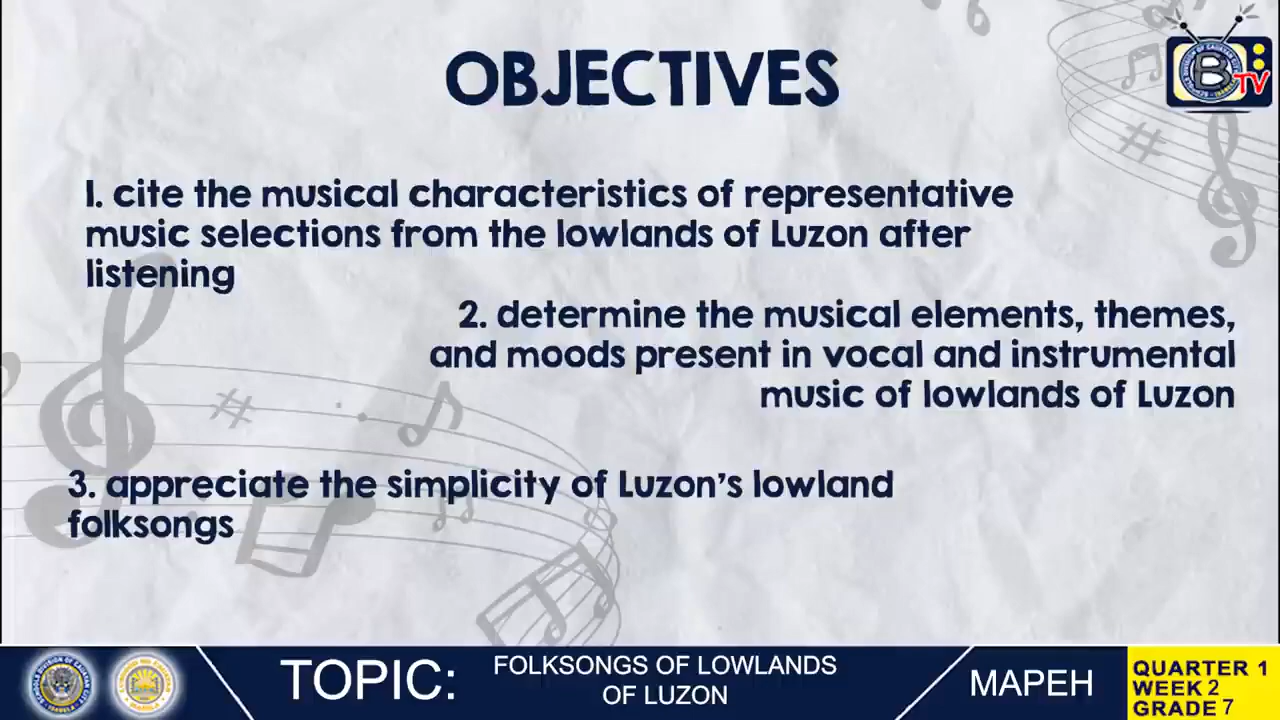 OBJECTIVES
1. cite the musical characteristics of representative
music selections from the lowlands of Luzon after
listening
2. determine the musical elements, themes,
and moods present in vocal and instrumental
music of lowlands of Luzon
3. appreciate the simplicity of Luzon's lowland
folksongs
B TV
TOPIC:
FOLKSONGS OF LOWLANDS
OF LUZON
MAPEH
QUARTER 1
WEEK 2
GRADE 7